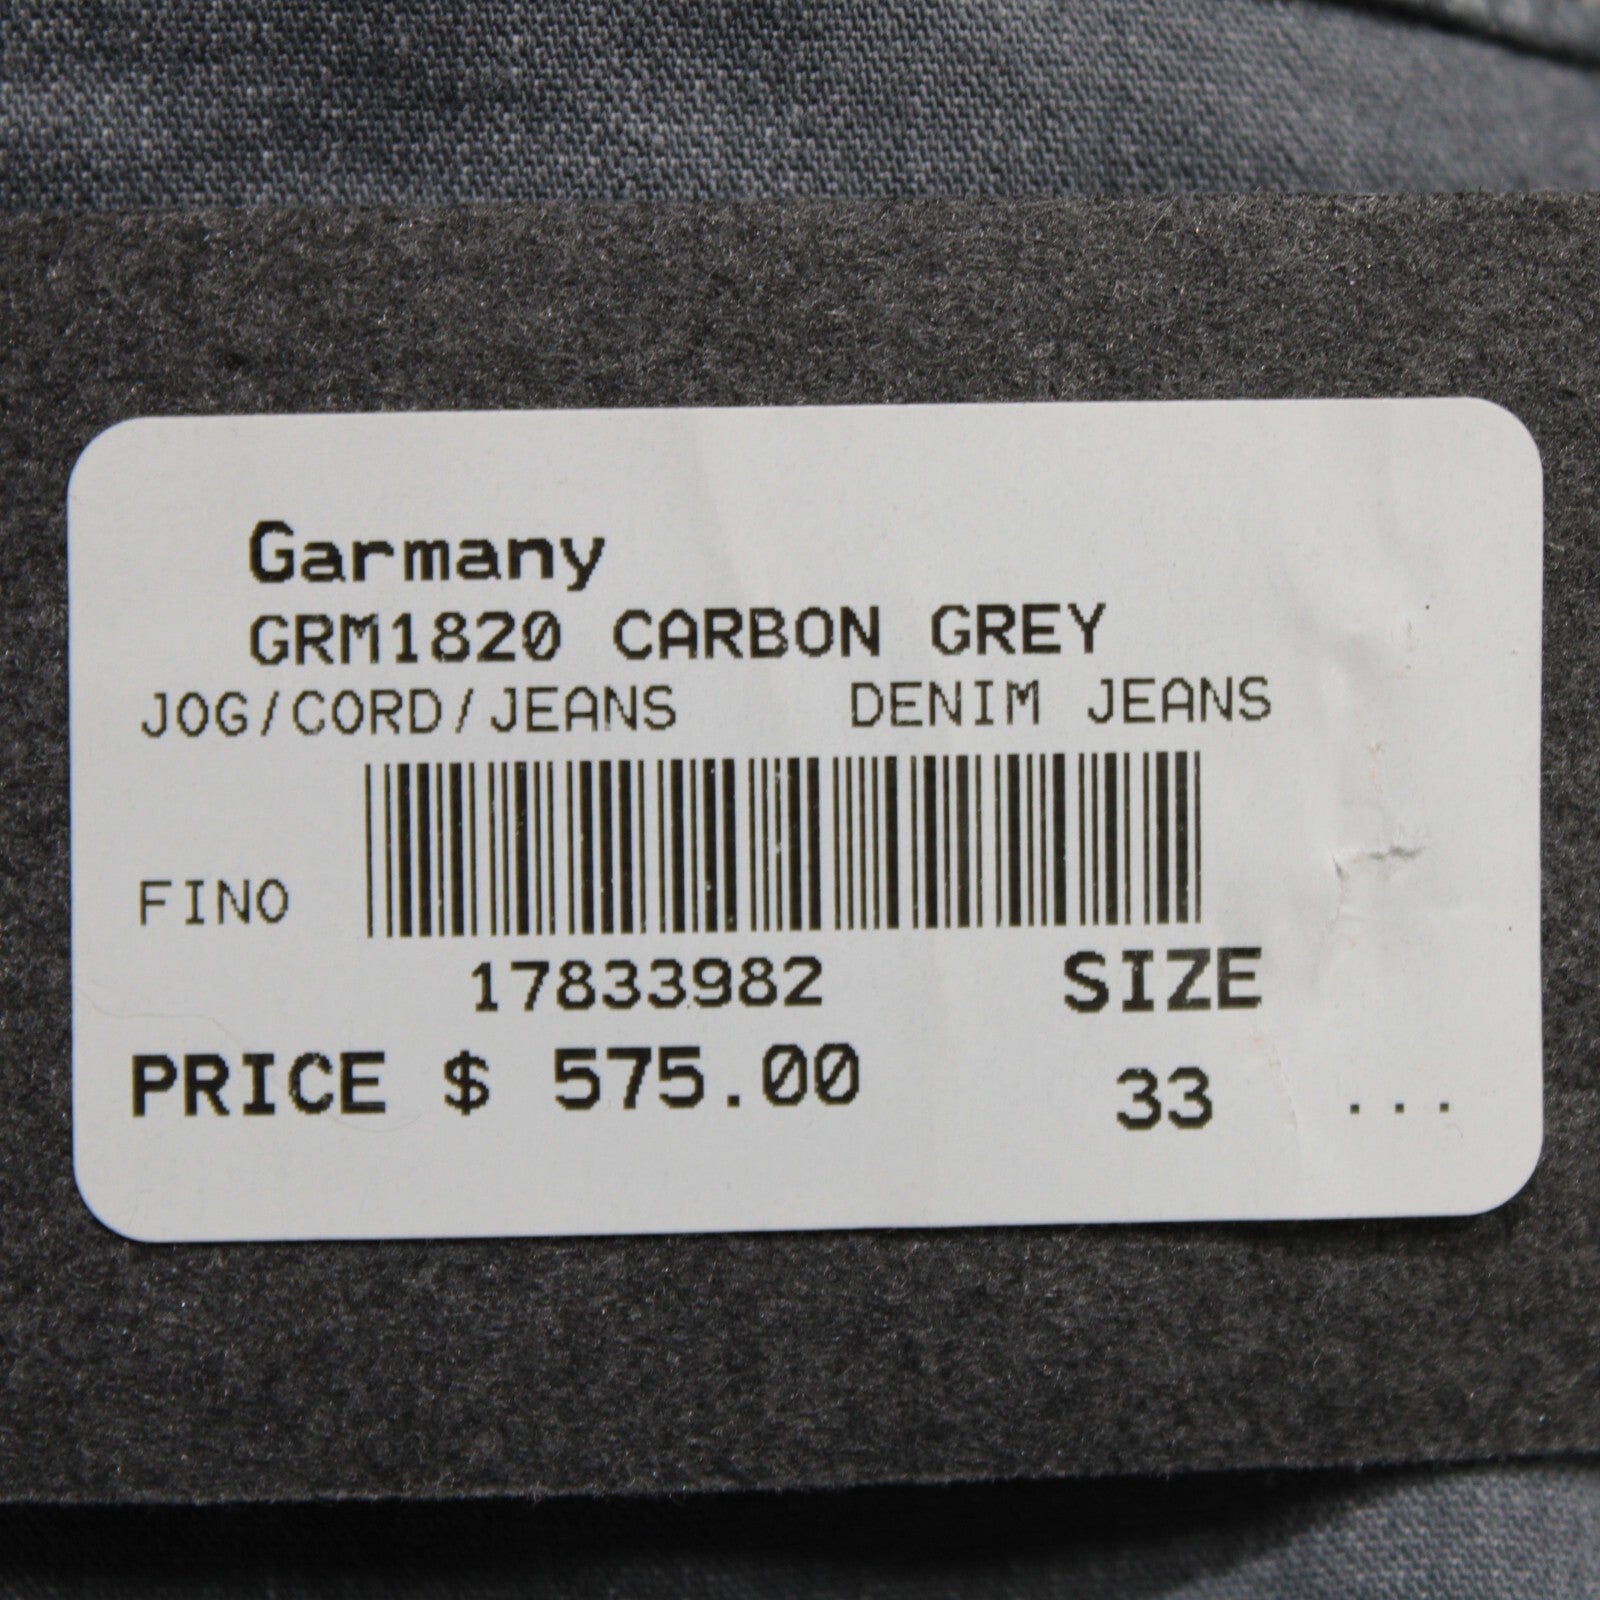 Garmany
GRM1820 CARBON GREY
JOG/CORD/JEANS DENIM JEANS
FINO
17833982 SIZE
PRICE $ 575.00 33 ...